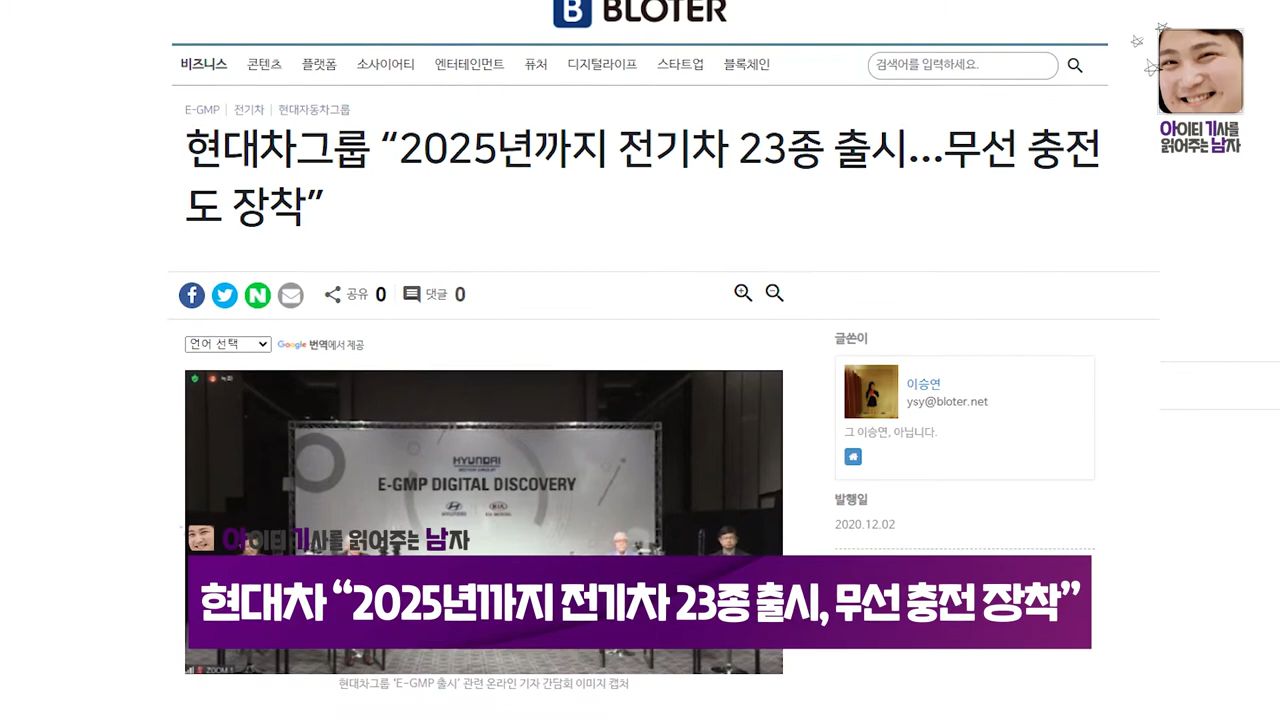 BLOTER
비즈니스 콘텐츠 플랫폼 소사이어티 엔터테인먼트 퓨처 디지털라이프 스타트업 블록체인
검색어를 입력하세요.
아이티 기사를
읽어주는 남자
E-GMP | 전기차 | 현대자동차그룹
현대차그룹 “2025년까지 전기차 23종 출시...무선 충전
도 장착”
공유 0 댓글 0
언어 선택 Google 번역에서 제공
글쓴이
이승연
ysy@bloter.net
그 이승연, 아닙니다.
발행일
2020.12.02
녹화
HYUNDAI
MOTOR GROUP
E-GMP DIGITAL DISCOVERY
HYUNDAI
아이티 기사를 읽어주는 남자
현대차 “2025년까지 전기차 23종 출시, 무선 충전 장착”
ZOOM 1
현대차그룹 'E-GMP 출시' 관련 온라인 기자 간담회 이미지 캡처